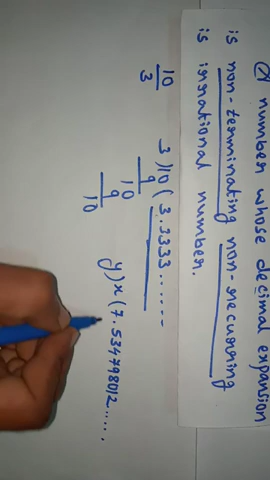 A number whose decimal expansion
is non-terminating non-recurring
is irrational number.
10
3
3)10(3.3333.......
9
10
9
10
y)x(7.534798012.....